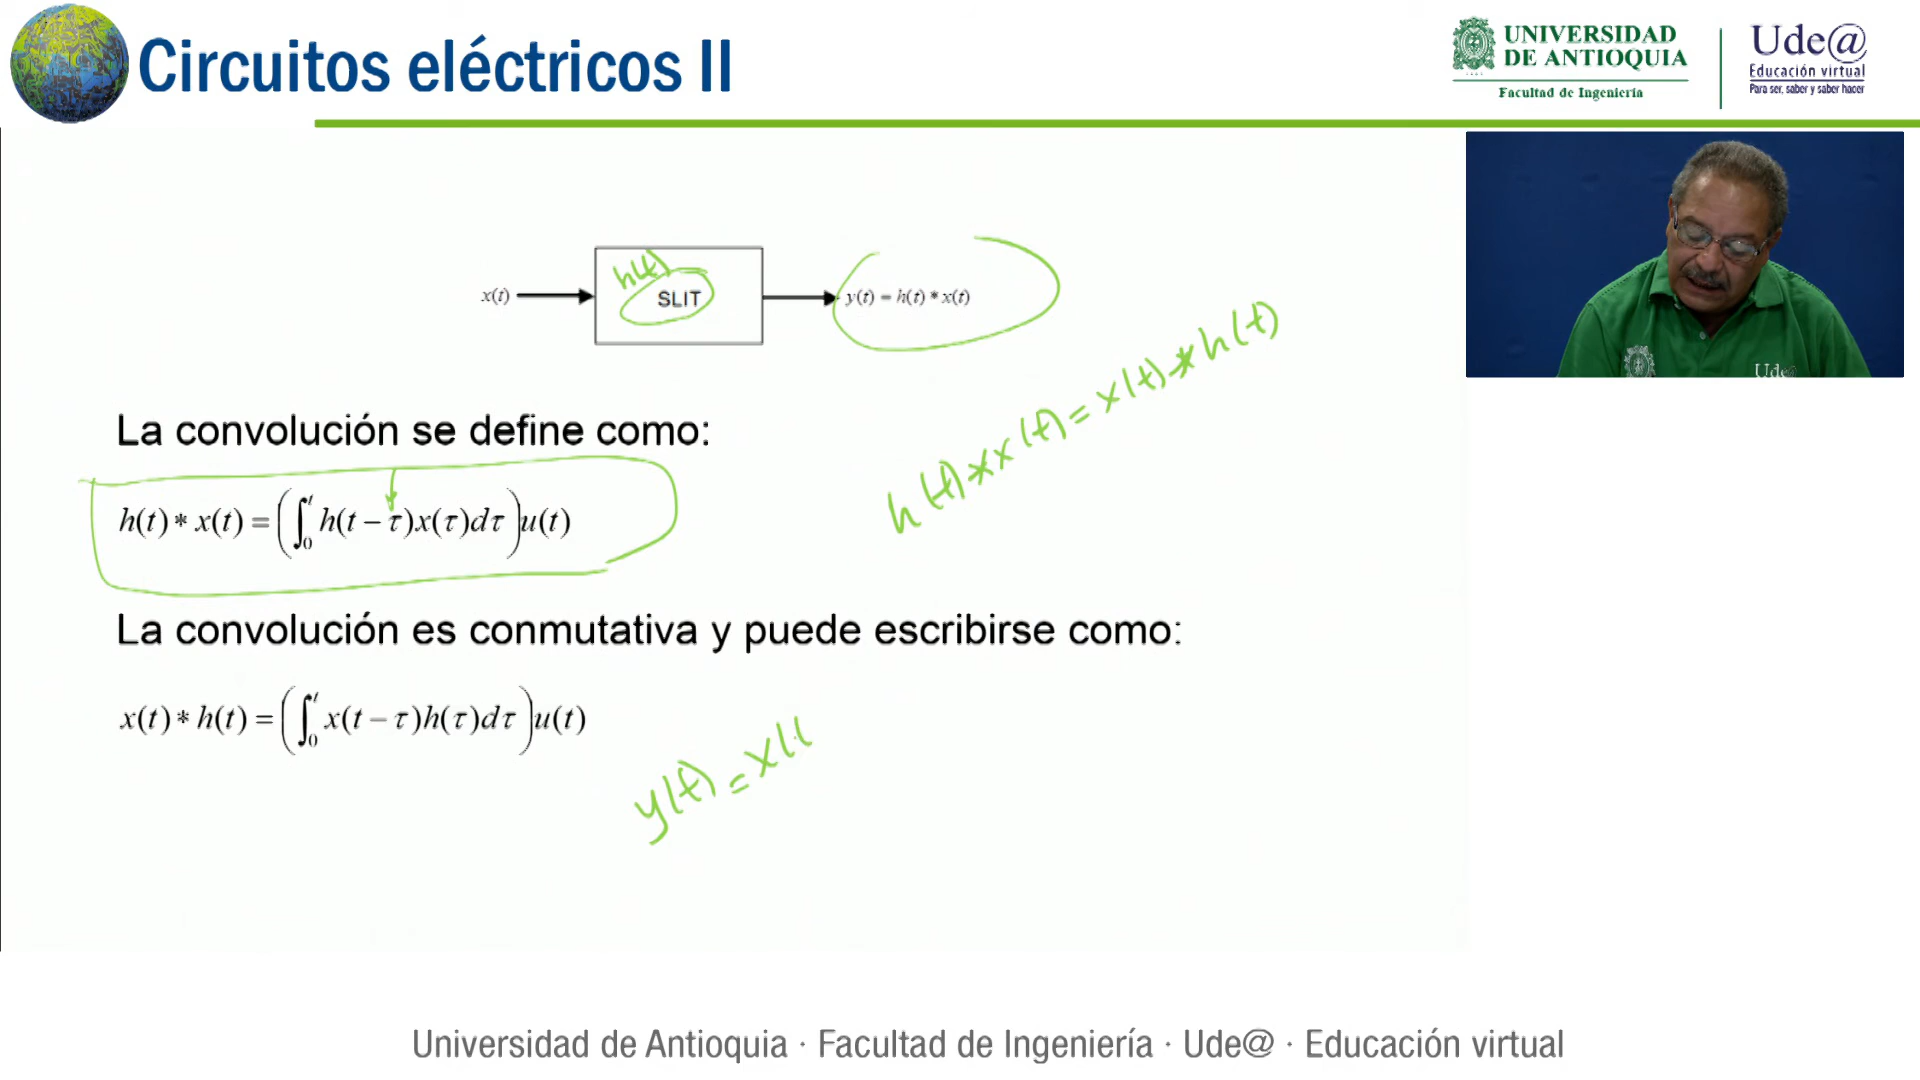 Circuitos eléctricos II
UNIVERSIDAD
DE ANTIOQUIA
Facultad de Ingeniería
Ude@
Educación virtual
Para ser, saber y saber hacer
h(t)
x(t)
SLIT
y(t) = h(t) * x(t)
h(t)*x(t)=x(t)*h(t)
La convolución se define como:
h(t) * x(t) = (∫₀ᵗ h(t − τ)x(τ)dτ)u(t)
La convolución es conmutativa y puede escribirse como:
x(t) * h(t) = (∫₀ᵗ x(t − τ)h(τ)dτ)u(t)
y(t) = x(
Universidad de Antioquia · Facultad de Ingeniería · Ude@ · Educación virtual